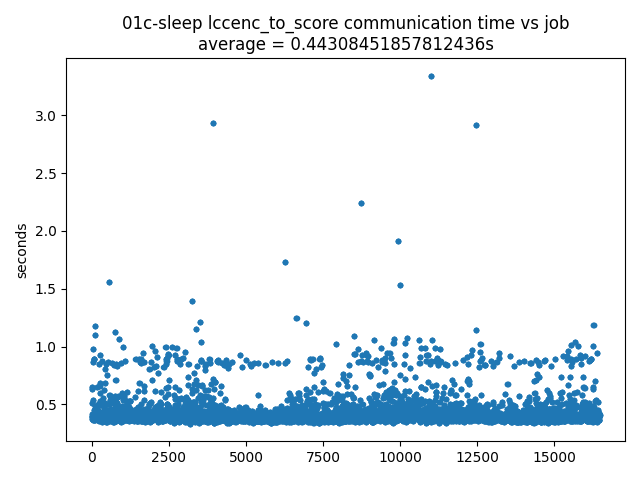 01c-sleep lccenc_to_score communication time vs job
average = 0.44308451857812436s
3.0
2.5
2.0
1.5
1.0
0.5
seconds
0 2500 5000 7500 10000 12500 15000